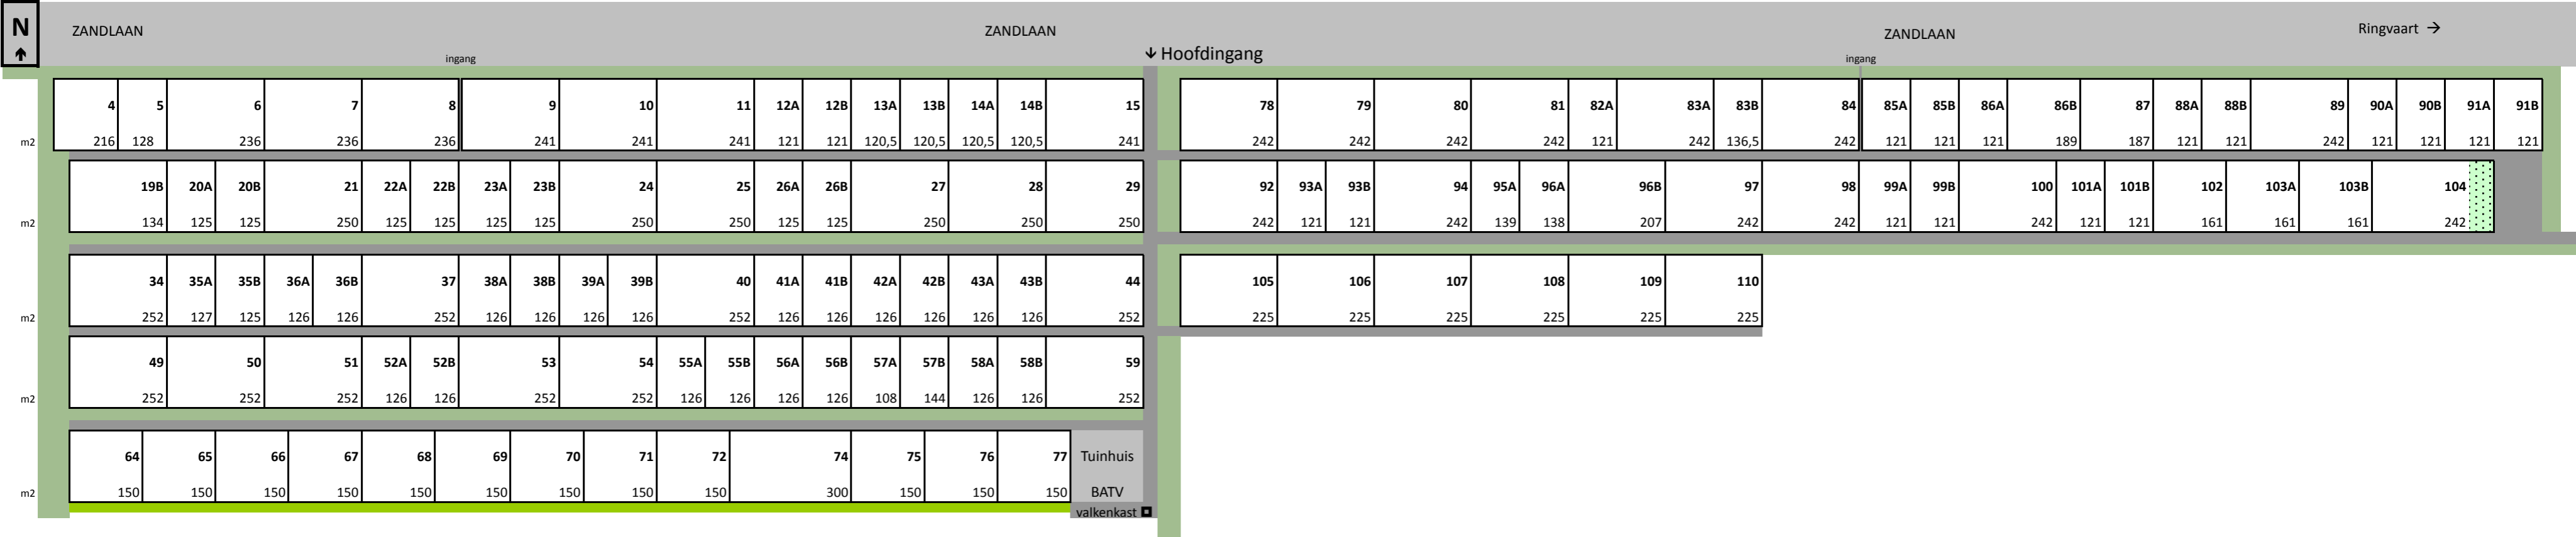 N
ZANDLAAN ZANDLAAN ZANDLAAN Ringvaart →
↓ Hoofdingang
ingang ingang
4 5 6 7 8 9 10 11 12A 12B 13A 13B 14A 14B 15 78 79 80 81 82A 83A 83B 84 85A 85B 86A 86B 87 88A 88B 89 90A 90B 91A 91B
m2 216 128 236 236 236 241 241 241 121 121 120,5 120,5 120,5 120,5 241 242 242 242 242 121 242 136,5 242 121 121 121 189 187 121 121 242 121 121 121 121
19B 20A 20B 21 22A 22B 23A 23B 24 25 26A 26B 27 28 29 92 93A 93B 94 95A 96A 96B 97 98 99A 99B 100 101A 101B 102 103A 103B 104
m2 134 125 125 250 125 125 125 125 250 250 125 125 250 250 250 242 121 121 242 139 138 207 242 242 121 121 242 121 121 161 161 161 242
34 35A 35B 36A 36B 37 38A 38B 39A 39B 40 41A 41B 42A 42B 43A 43B 44 105 106 107 108 109 110
m2 252 127 125 126 126 252 126 126 126 126 252 126 126 126 126 126 126 252 225 225 225 225 225 225
49 50 51 52A 52B 53 54 55A 55B 56A 56B 57A 57B 58A 58B 59
m2 252 252 252 126 126 252 252 126 126 126 126 108 144 126 126 252
64 65 66 67 68 69 70 71 72 74 75 76 77 Tuinhuis
m2 150 150 150 150 150 150 150 150 150 300 150 150 150 BATV
valkenkast